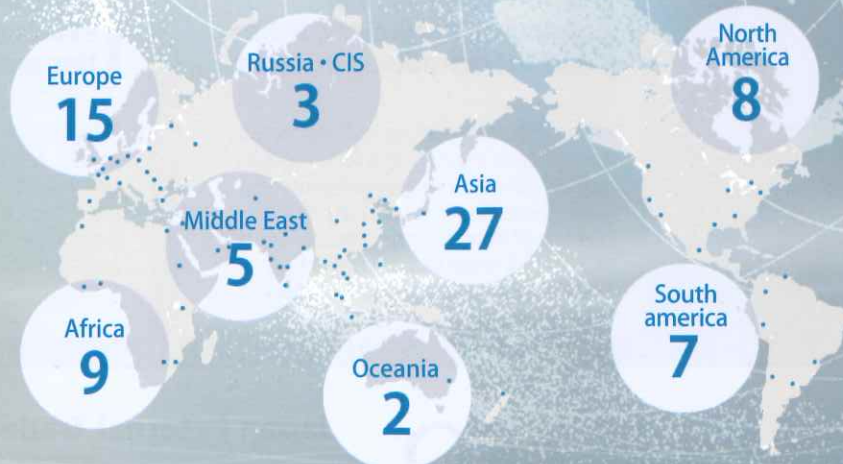 Europe
15
Russia • CIS
3
North
America
8
Asia
27
Middle East
5
Africa
9
Oceania
2
South
america
7